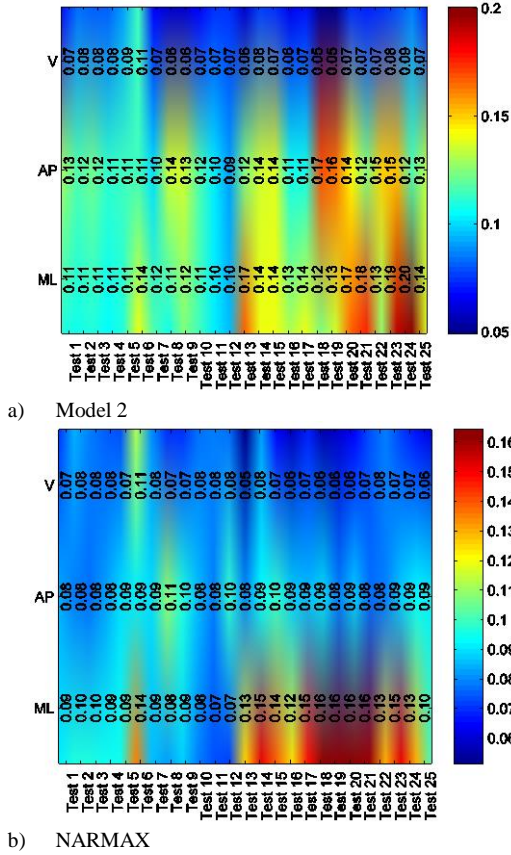 0.2
V 0.07 0.08 0.08 0.08 0.09 0.11 0.07 0.06 0.06 0.07 0.07 0.07 0.06 0.08 0.07 0.08 0.07 0.05 0.05 0.07 0.07 0.07 0.08 0.09 0.07
0.15
AP 0.13 0.12 0.12 0.11 0.11 0.11 0.10 0.14 0.13 0.12 0.10 0.09 0.12 0.14 0.14 0.11 0.11 0.17 0.16 0.14 0.12 0.15 0.15 0.12 0.13
0.1
ML 0.11 0.11 0.11 0.11 0.11 0.14 0.12 0.11 0.12 0.11 0.10 0.10 0.17 0.14 0.14 0.13 0.14 0.12 0.13 0.17 0.18 0.13 0.19 0.20 0.14
0.05
Test 1 Test 2 Test 3 Test 4 Test 5 Test 6 Test 7 Test 8 Test 9 Test 10 Test 11 Test 12 Test 13 Test 14 Test 15 Test 16 Test 17 Test 18 Test 19 Test 20 Test 21 Test 22 Test 23 Test 24 Test 25
a) Model 2
0.16
V 0.07 0.08 0.08 0.08 0.07 0.11 0.08 0.07 0.07 0.08 0.08 0.08 0.05 0.08 0.07 0.06 0.07 0.06 0.06 0.06 0.07 0.08 0.07 0.07 0.06
0.14
0.12
AP 0.08 0.08 0.08 0.08 0.09 0.09 0.09 0.11 0.10 0.08 0.08 0.10 0.08 0.09 0.10 0.09 0.09 0.09 0.08 0.09 0.08 0.08 0.09 0.09 0.09
0.1
0.08
ML 0.09 0.10 0.10 0.09 0.09 0.14 0.09 0.08 0.09 0.08 0.07 0.07 0.13 0.15 0.14 0.12 0.15 0.16 0.16 0.16 0.16 0.13 0.15 0.13 0.10
0.06
Test 1 Test 2 Test 3 Test 4 Test 5 Test 6 Test 7 Test 8 Test 9 Test 10 Test 11 Test 12 Test 13 Test 14 Test 15 Test 16 Test 17 Test 18 Test 19 Test 20 Test 21 Test 22 Test 23 Test 24 Test 25
b) NARMAX